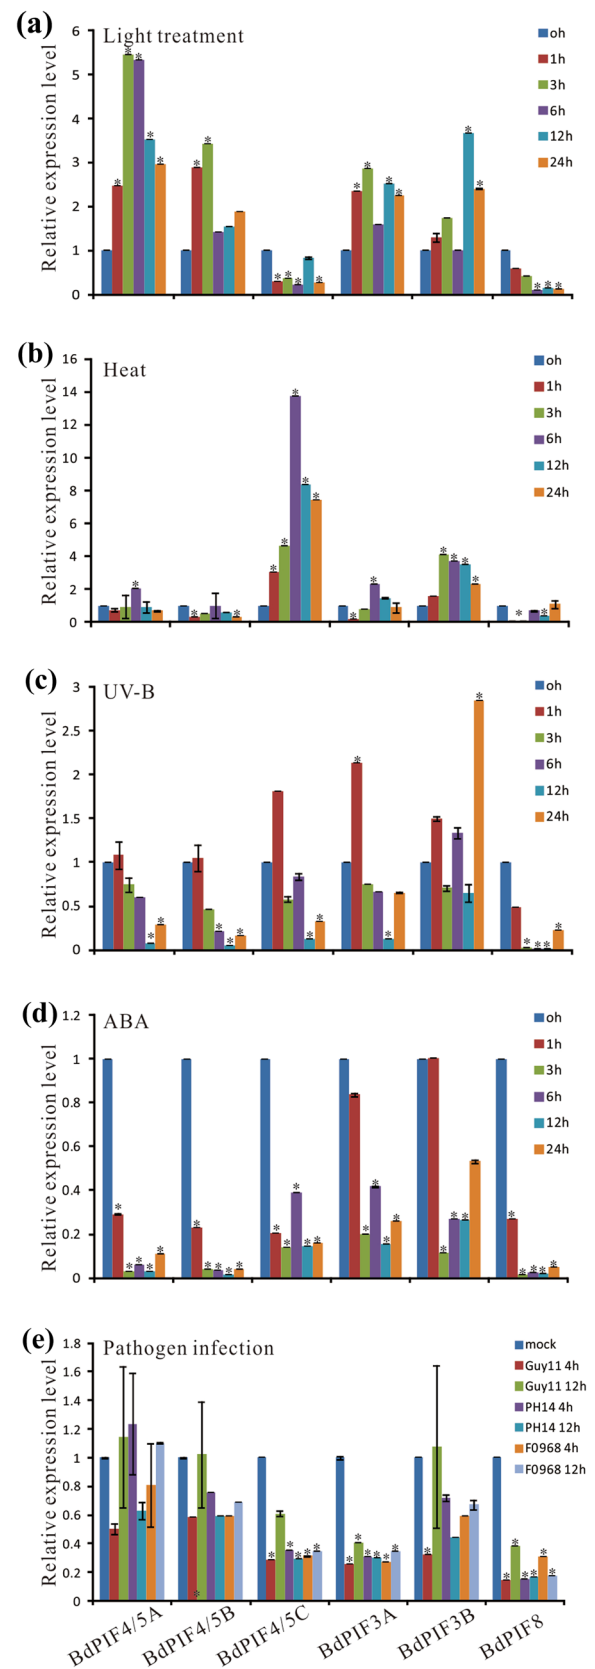 (a)
Light treatment
Relative expression level
6
5
4
3
2
1
0
oh
1h
3h
6h
12h
24h
(b)
Heat
Relative expression level
16
14
12
10
8
6
4
2
0
oh
1h
3h
6h
12h
24h
(c)
UV-B
Relative expression level
3
2.5
2
1.5
1
0.5
0
oh
1h
3h
6h
12h
24h
(d)
ABA
Relative expression level
1.2
1
0.8
0.6
0.4
0.2
0
oh
1h
3h
6h
12h
24h
(e)
Pathogen infection
Relative expression level
1.8
1.6
1.4
1.2
1
0.8
0.6
0.4
0.2
0
mock
Guy11 4h
Guy11 12h
PH14 4h
PH14 12h
F0968 4h
F0968 12h
BdPIF4/5A
BdPIF4/5B
BdPIF4/5C
BdPIF3A
BdPIF3B
BdPIF8